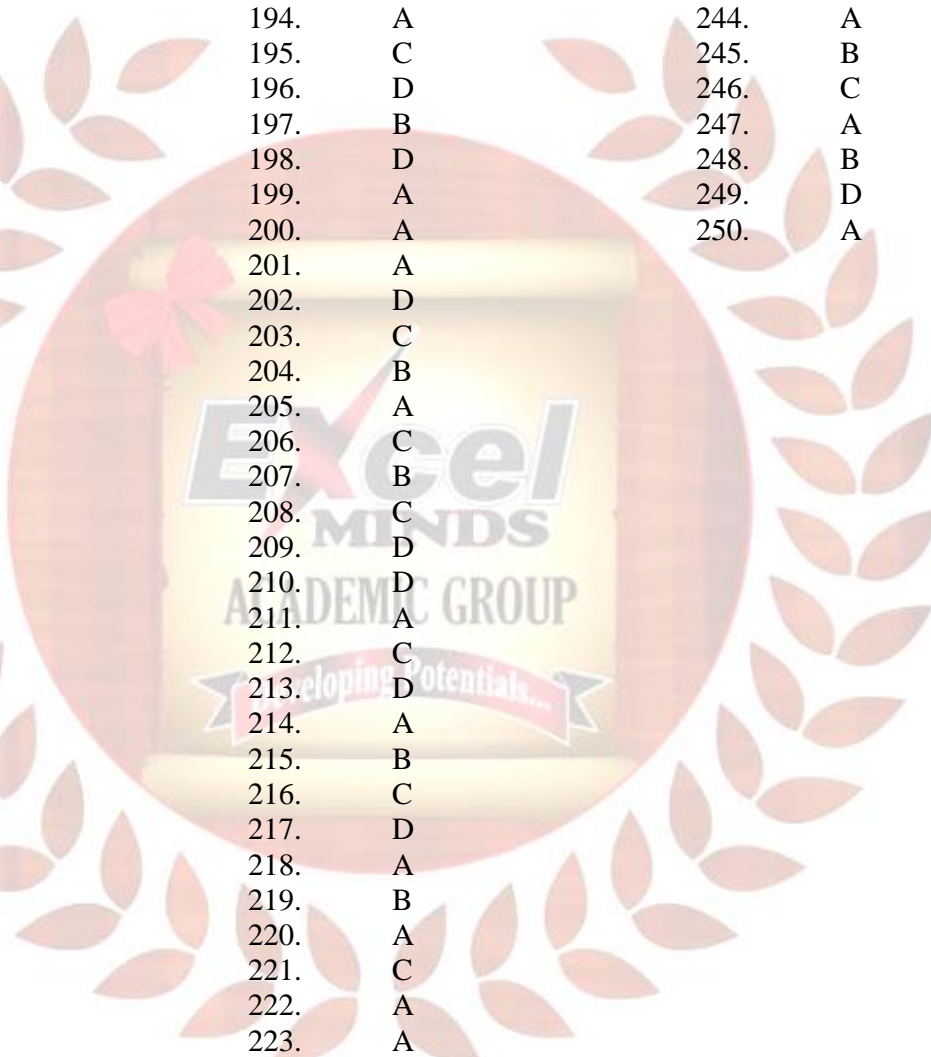 194. A
195. C
196. D
197. B
198. D
199. A
200. A
201. A
202. D
203. C
204. B
205. A
206. C
207. B
208. C
209. D
210. D
211. A
212. C
213. D
214. A
215. B
216. C
217. D
218. A
219. B
220. A
221. C
222. A
223. A
244. A
245. B
246. C
247. A
248. B
249. D
250. A
Excel
MINDS
ACADEMIC GROUP
Developing Potentials...